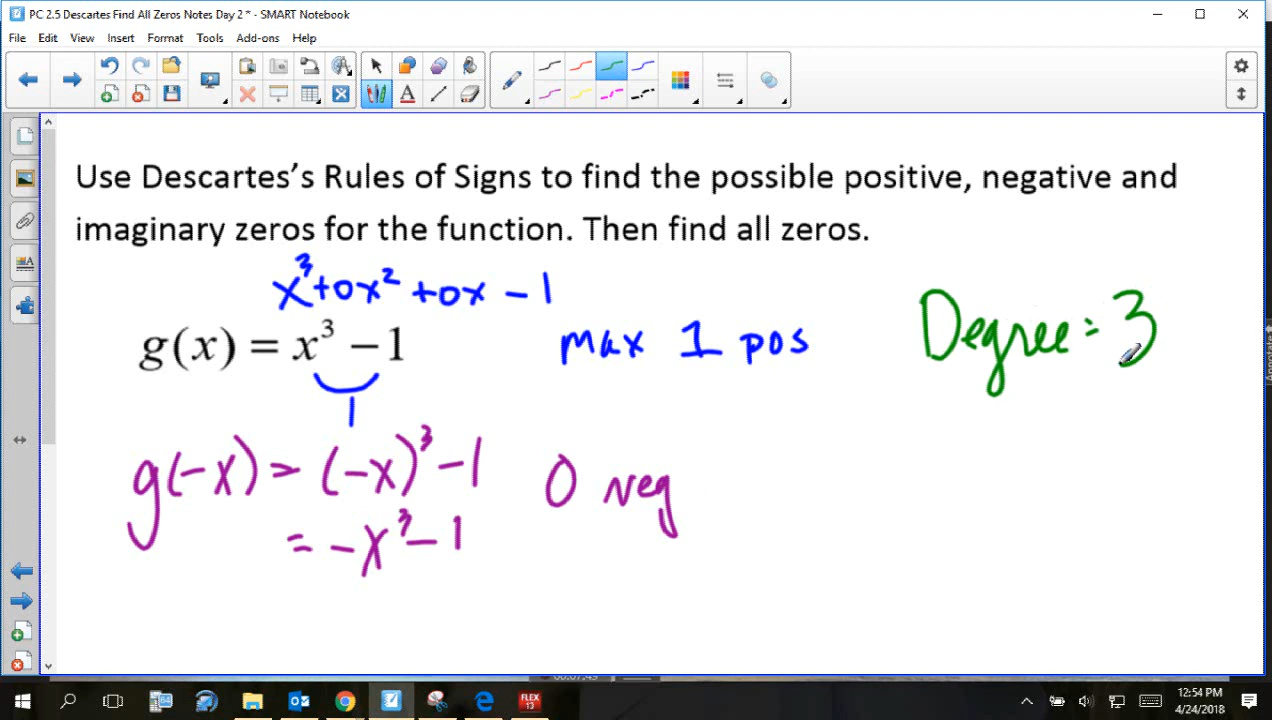 PC 2.5 Descartes Find All Zeros Notes Day 2 * - SMART Notebook
File Edit View Insert Format Tools Add-ons Help
Use Descartes's Rules of Signs to find the possible positive, negative and
imaginary zeros for the function. Then find all zeros.
x³+0x² +0x - 1
g(x) = x³ - 1
max 1 pos
Degree = 3
1
g(-x) = (-x)³ - 1
0 neg
= -x³ - 1
FLEX
13
12:54 PM
4/24/2018